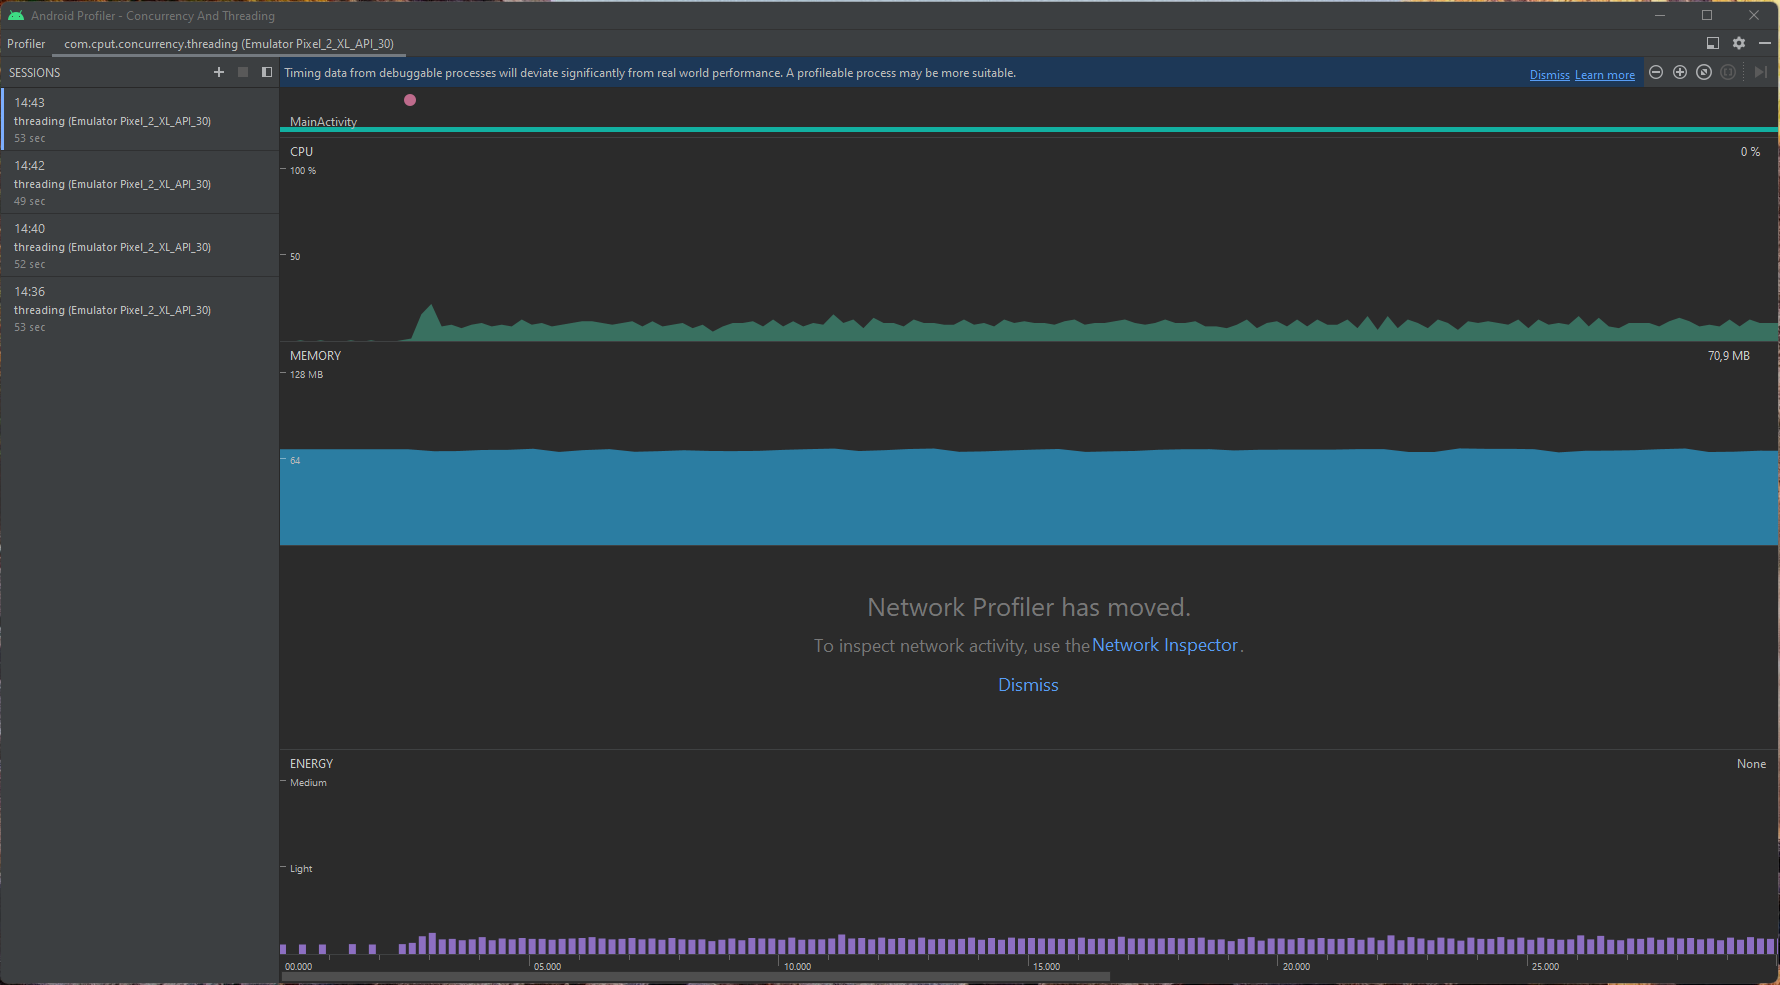 Android Profiler - Concurrency And Threading
Profiler com.cput.concurrency.threading (Emulator Pixel_2_XL_API_30)
SESSIONS
14:43
threading (Emulator Pixel_2_XL_API_30)
53 sec
14:42
threading (Emulator Pixel_2_XL_API_30)
49 sec
14:40
threading (Emulator Pixel_2_XL_API_30)
52 sec
14:36
threading (Emulator Pixel_2_XL_API_30)
53 sec
Timing data from debuggable processes will deviate significantly from real world performance. A profileable process may be more suitable. Dismiss Learn more
MainActivity
CPU 0 %
100 %
50
MEMORY 70,9 MB
128 MB
64
Network Profiler has moved.
To inspect network activity, use the Network Inspector.
Dismiss
ENERGY None
Medium
Light
00.000 05.000 10.000 15.000 20.000 25.000